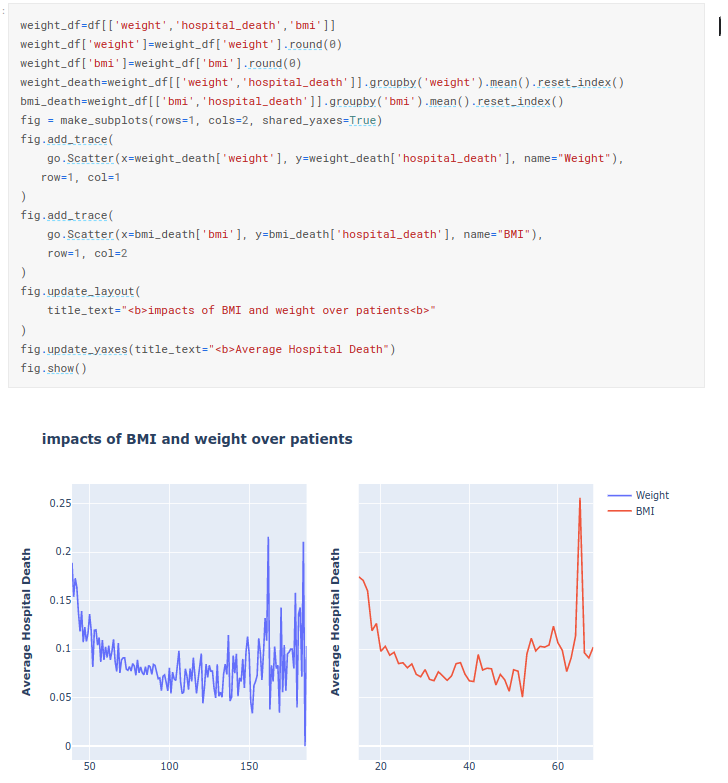 :
weight_df=df[['weight','hospital_death','bmi']]
weight_df['weight']=weight_df['weight'].round(0)
weight_df['bmi']=weight_df['bmi'].round(0)
weight_death=weight_df[['weight','hospital_death']].groupby('weight').mean().reset_index()
bmi_death=weight_df[['bmi','hospital_death']].groupby('bmi').mean().reset_index()
fig = make_subplots(rows=1, cols=2, shared_yaxes=True)
fig.add_trace(
    go.Scatter(x=weight_death['weight'], y=weight_death['hospital_death'], name="Weight"),
   row=1, col=1
)
fig.add_trace(
    go.Scatter(x=bmi_death['bmi'], y=bmi_death['hospital_death'], name="BMI"),
    row=1, col=2
)
fig.update_layout(
    title_text="<b>impacts of BMI and weight over patients<b>"
)
fig.update_yaxes(title_text="<b>Average Hospital Death")
fig.show()
impacts of BMI and weight over patients
Average Hospital Death
0.25
0.2
0.15
0.1
0.05
0
50 100 150
Average Hospital Death
20 40 60
Weight
BMI